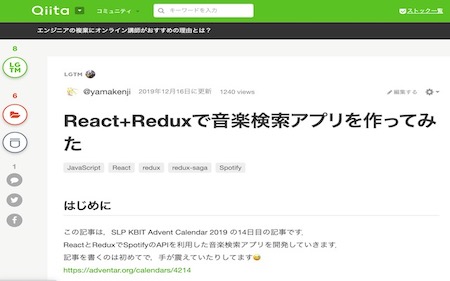 Qiita
コミュニティ
キーワードを入力
ストック一覧
エンジニアの複業にオンライン講師がおすすめの理由とは？
8
LG
TM
6
1
LGTM
@yamakenji
2019年12月16日に更新
1240 views
編集する
React+Reduxで音楽検索アプリを作ってみ
た
JavaScript
React
redux
redux-saga
Spotify
はじめに
この記事は，SLP KBIT Advent Calendar 2019 の14日目の記事です．
ReactとReduxでSpotifyのAPIを利用した音楽検索アプリを開発していきます．
記事を書くのは初めてで，手が震えていたりしてます😅
https://adventar.org/calendars/4214